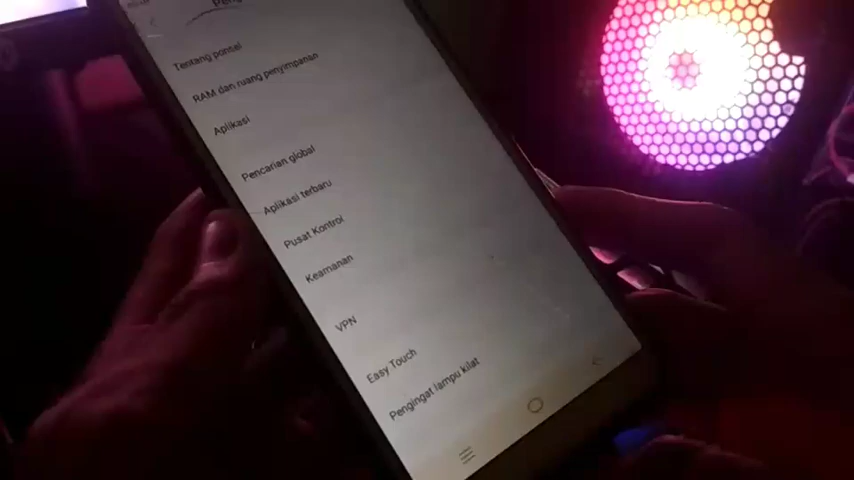 Tentang ponsel
RAM dan ruang penyimpanan
Aplikasi
Pencarian global
Aplikasi terbaru
Pusat Kontrol
Keamanan
VPN
Easy Touch
Pengingat lampu kilat